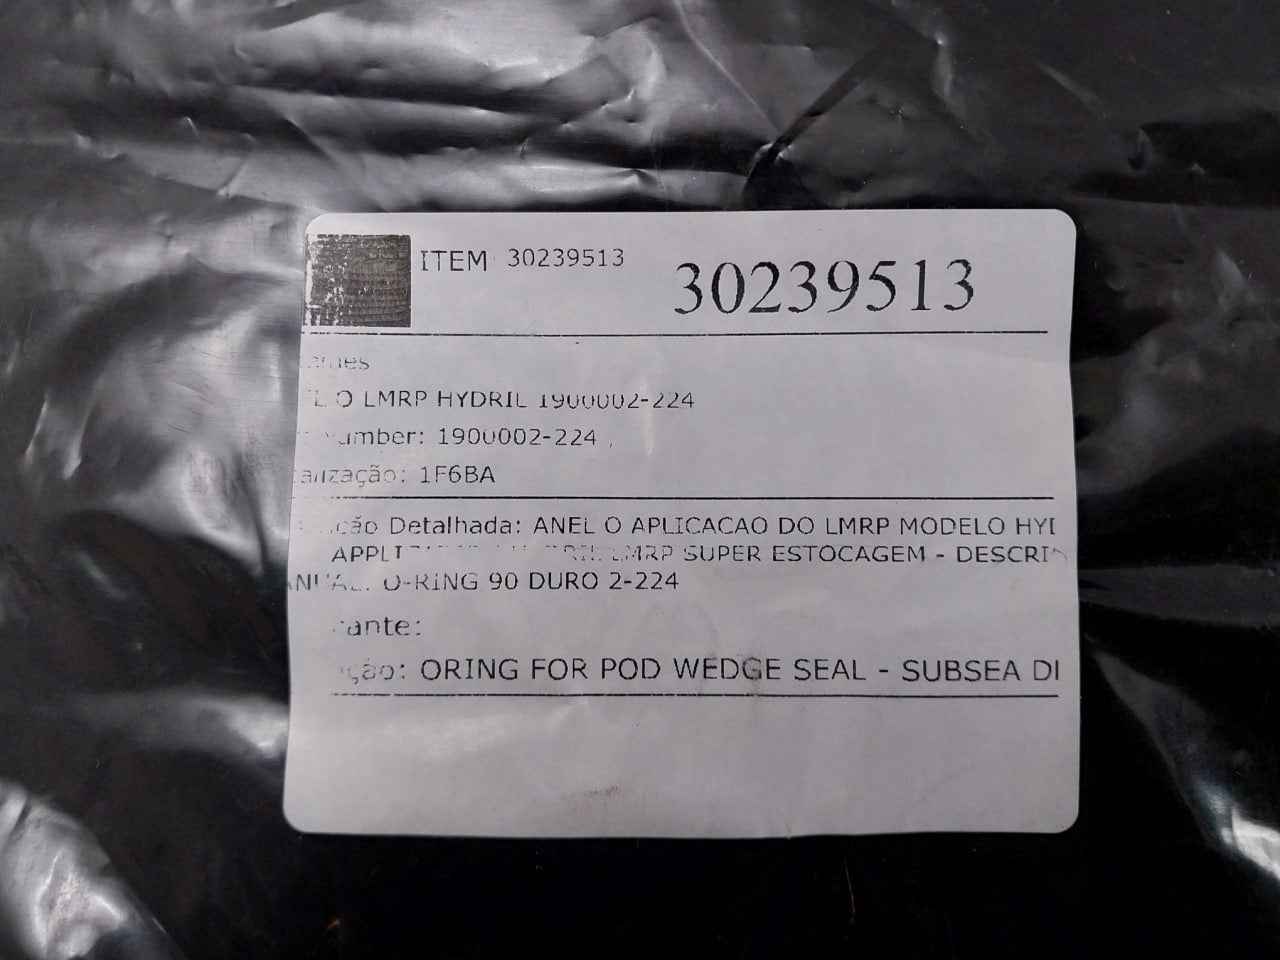 ITEM 30239513
30239513
O LMRP HYDRIL 1900002-224
1900002-224 ,
1F6BA
Detalhada: ANEL O APLICACAO DO LMRP MODELO
LMRP SUPER ESTOCAGEM -
O-RING 90 DURO 2-224
ORING FOR POD WEDGE SEAL - SUBSEA